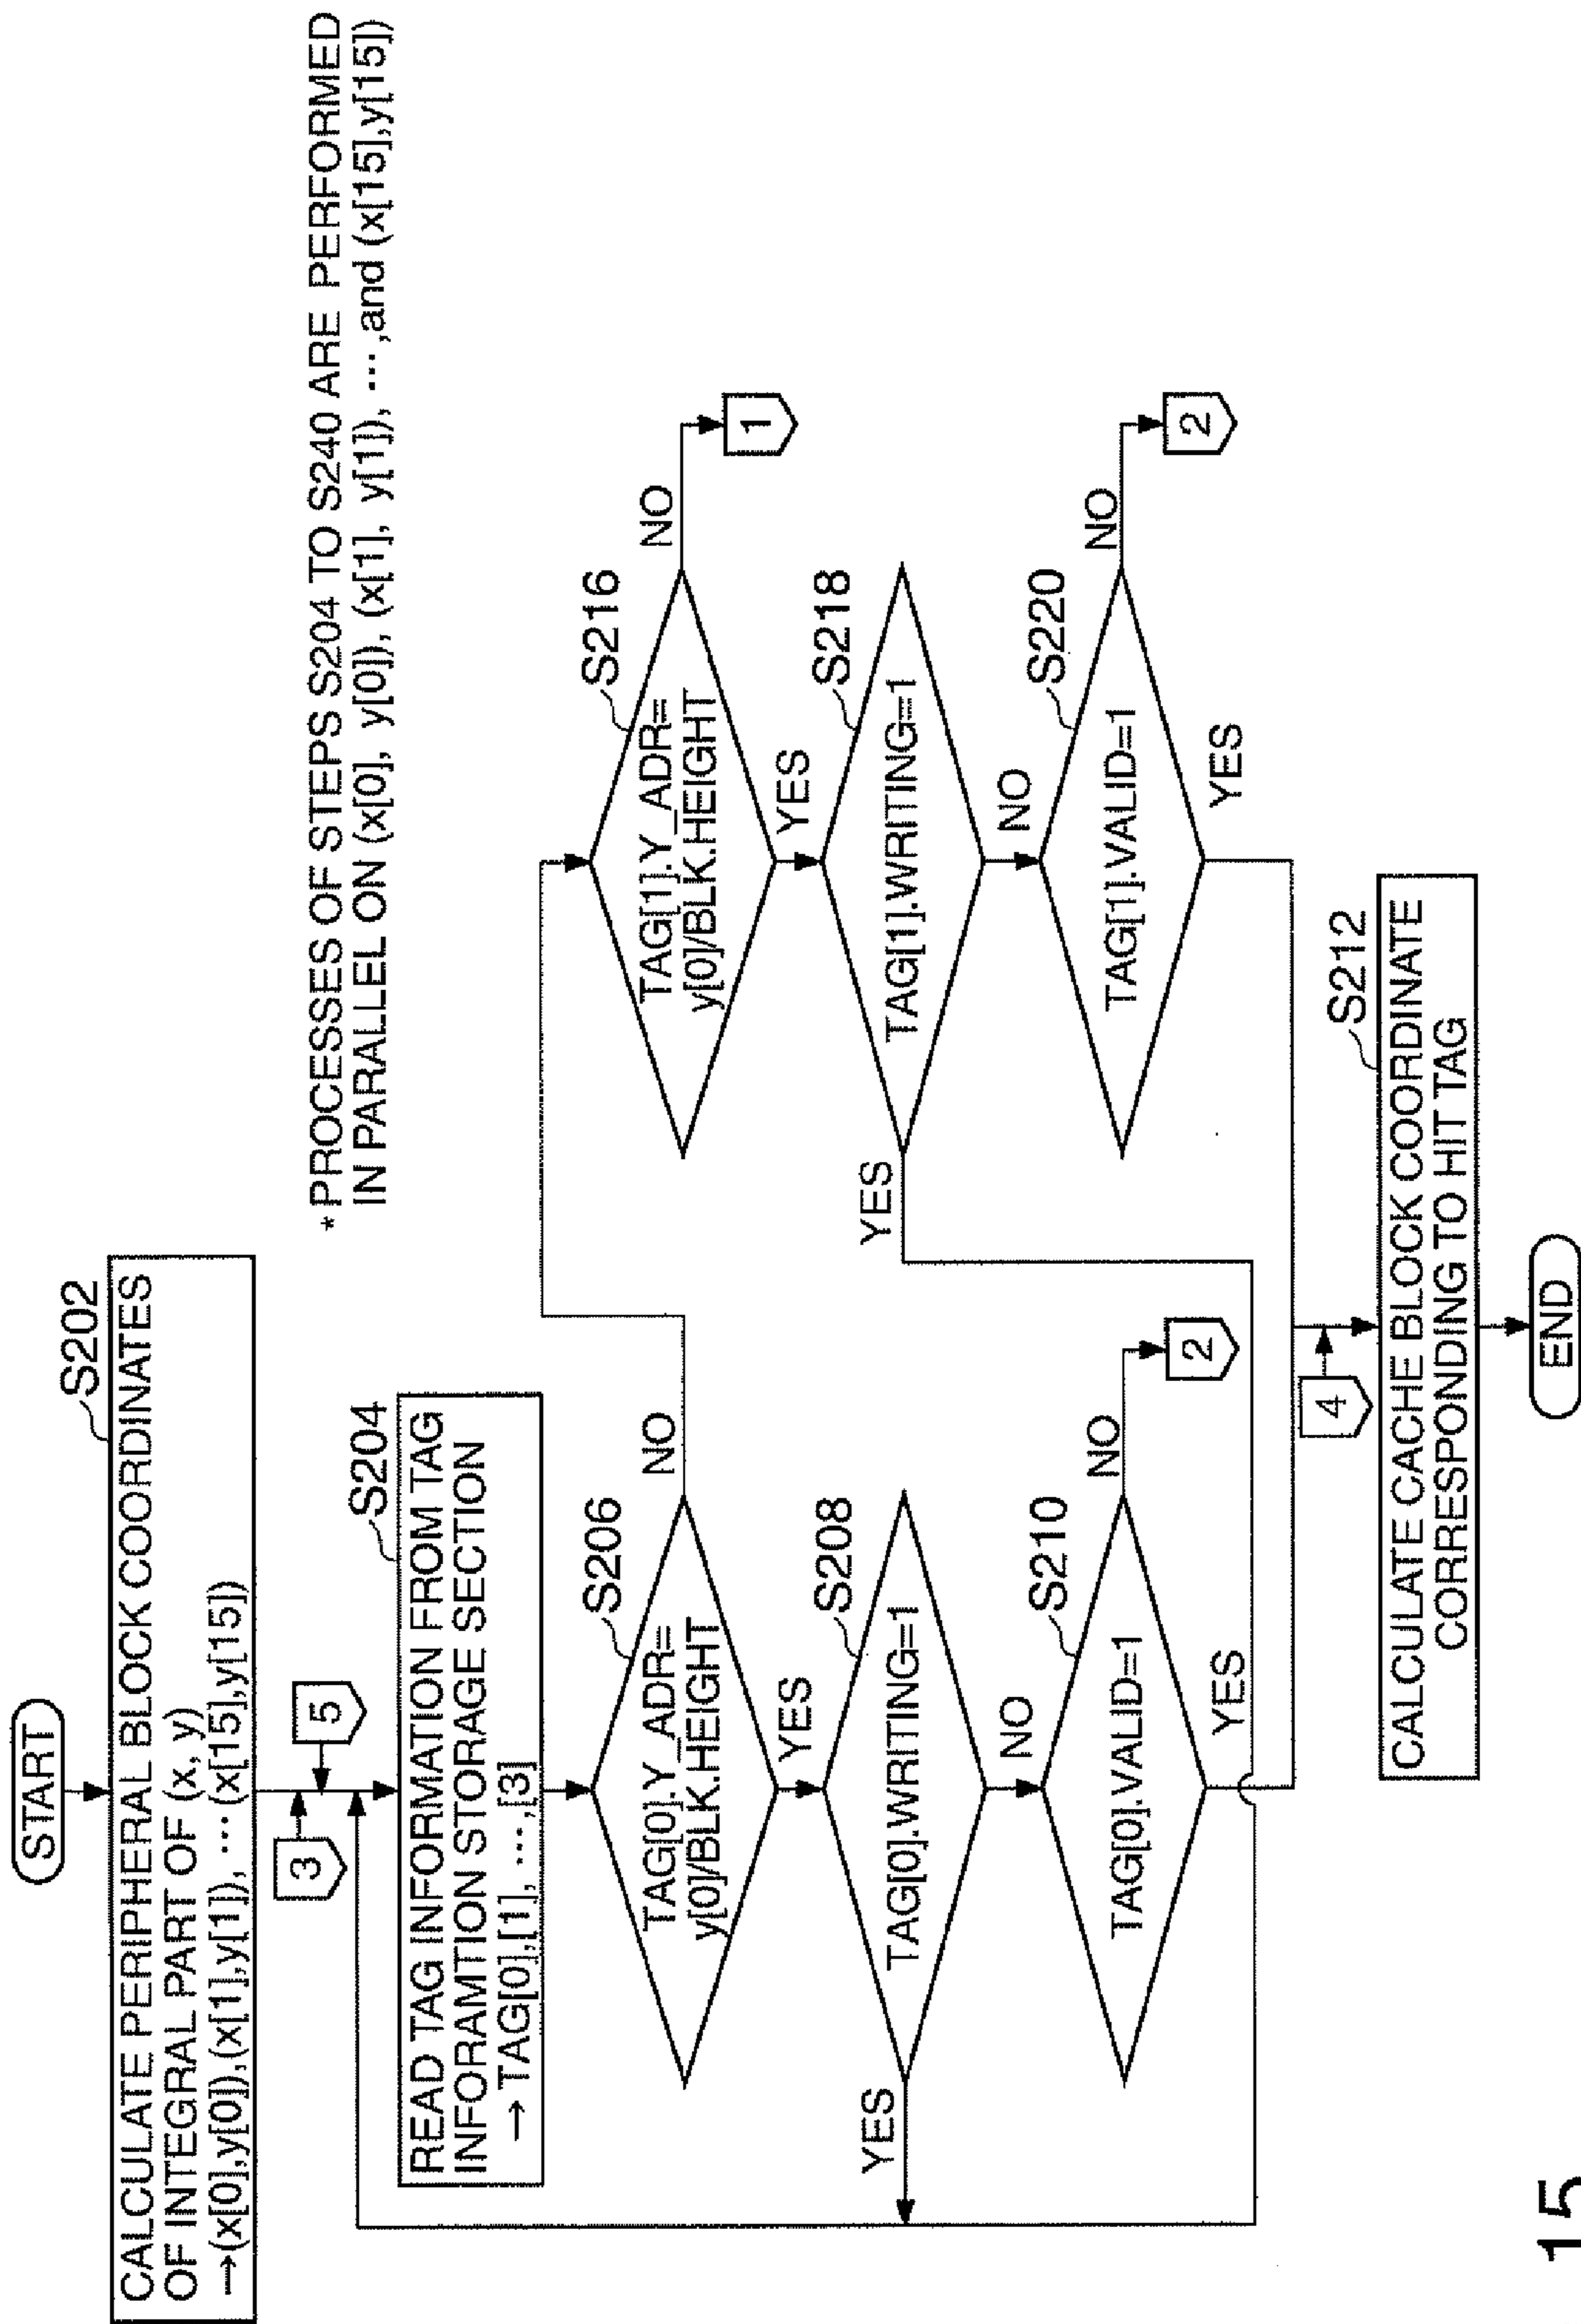 START
S202
CALCULATE PERIPHERAL BLOCK COORDINATES
OF INTEGRAL PART OF (x, y)
→(x[0],y[0]),(x[1],y[1]), ··· (x[15],y[15])
*PROCESSES OF STEPS S204 TO S240 ARE PERFORMED
IN PARALLEL ON (x[0], y[0]), (x[1], y[1]), ···,and (x[15],y[15])
3
5
S204
READ TAG INFORMATION FROM TAG
INFORAMTION STORAGE SECTION
→ TAG[0],[1], ···,[3]
S206
TAG[0].Y_ADR=
y[0]/BLK.HEIGHT
NO
YES
S216
TAG[1].Y_ADR=
y[0]/BLK.HEIGHT
NO
1
YES
S208
TAG[0].WRITING=1
YES
NO
S218
TAG[1].WRITING=1
YES
NO
S210
TAG[0].VALID=1
NO
2
YES
S220
TAG[1].VALID=1
NO
2
YES
4
S212
CALCULATE CACHE BLOCK COORDINATE
CORRESPONDING TO HIT TAG
END
15